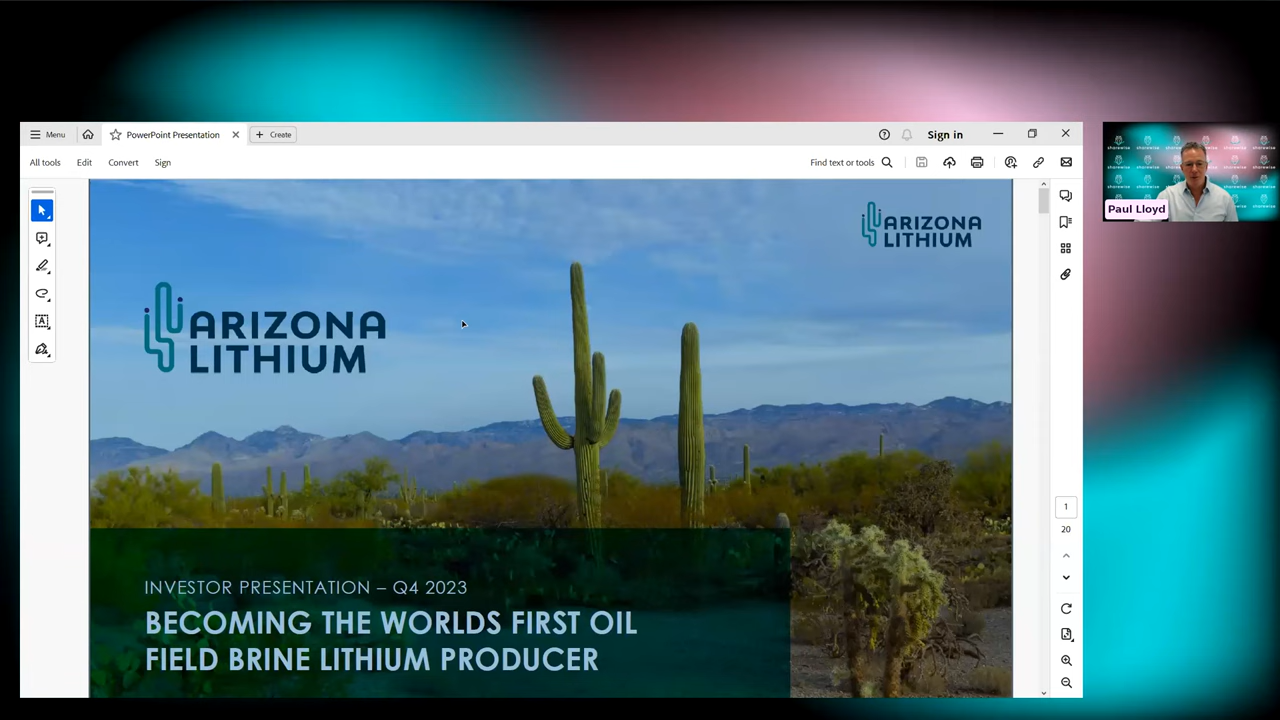 Menu
PowerPoint Presentation
Create
Sign in
All tools
Edit
Convert
Sign
Find text or tools
ARIZONA
LITHIUM
ARIZONA
LITHIUM
INVESTOR PRESENTATION – Q4 2023
BECOMING THE WORLDS FIRST OIL
FIELD BRINE LITHIUM PRODUCER
1
20
sharewise
Paul Lloyd